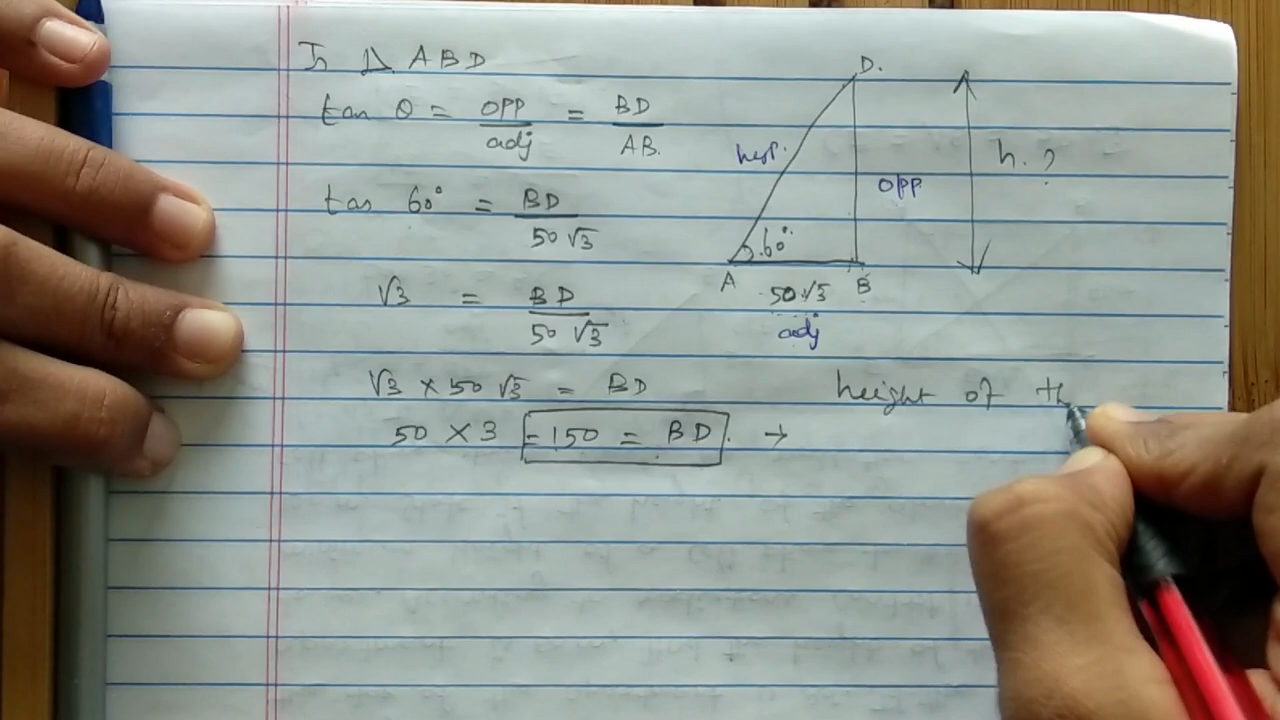 In Δ ABD
tan θ = opp/adj = BD/AB.
tan 60° = BD/50√3
√3 = BD/50√3
√3 × 50√3 = BD
50 × 3 = 150 = BD. →
D.
hyp.
opp
h. ?
60°
A 50√3 B
adj
height of th